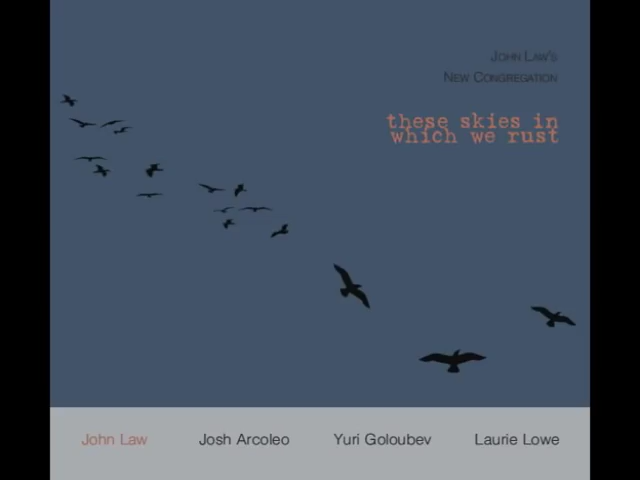 John Law's
New Congregation
these skies in
which we rust
John Law Josh Arcoleo Yuri Goloubev Laurie Lowe